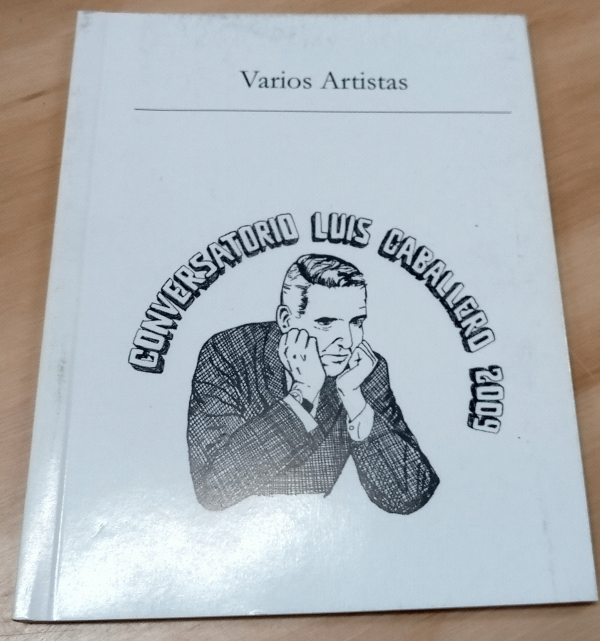 Varios Artistas
CONVERSATORIO LUIS CABALLERO 2009